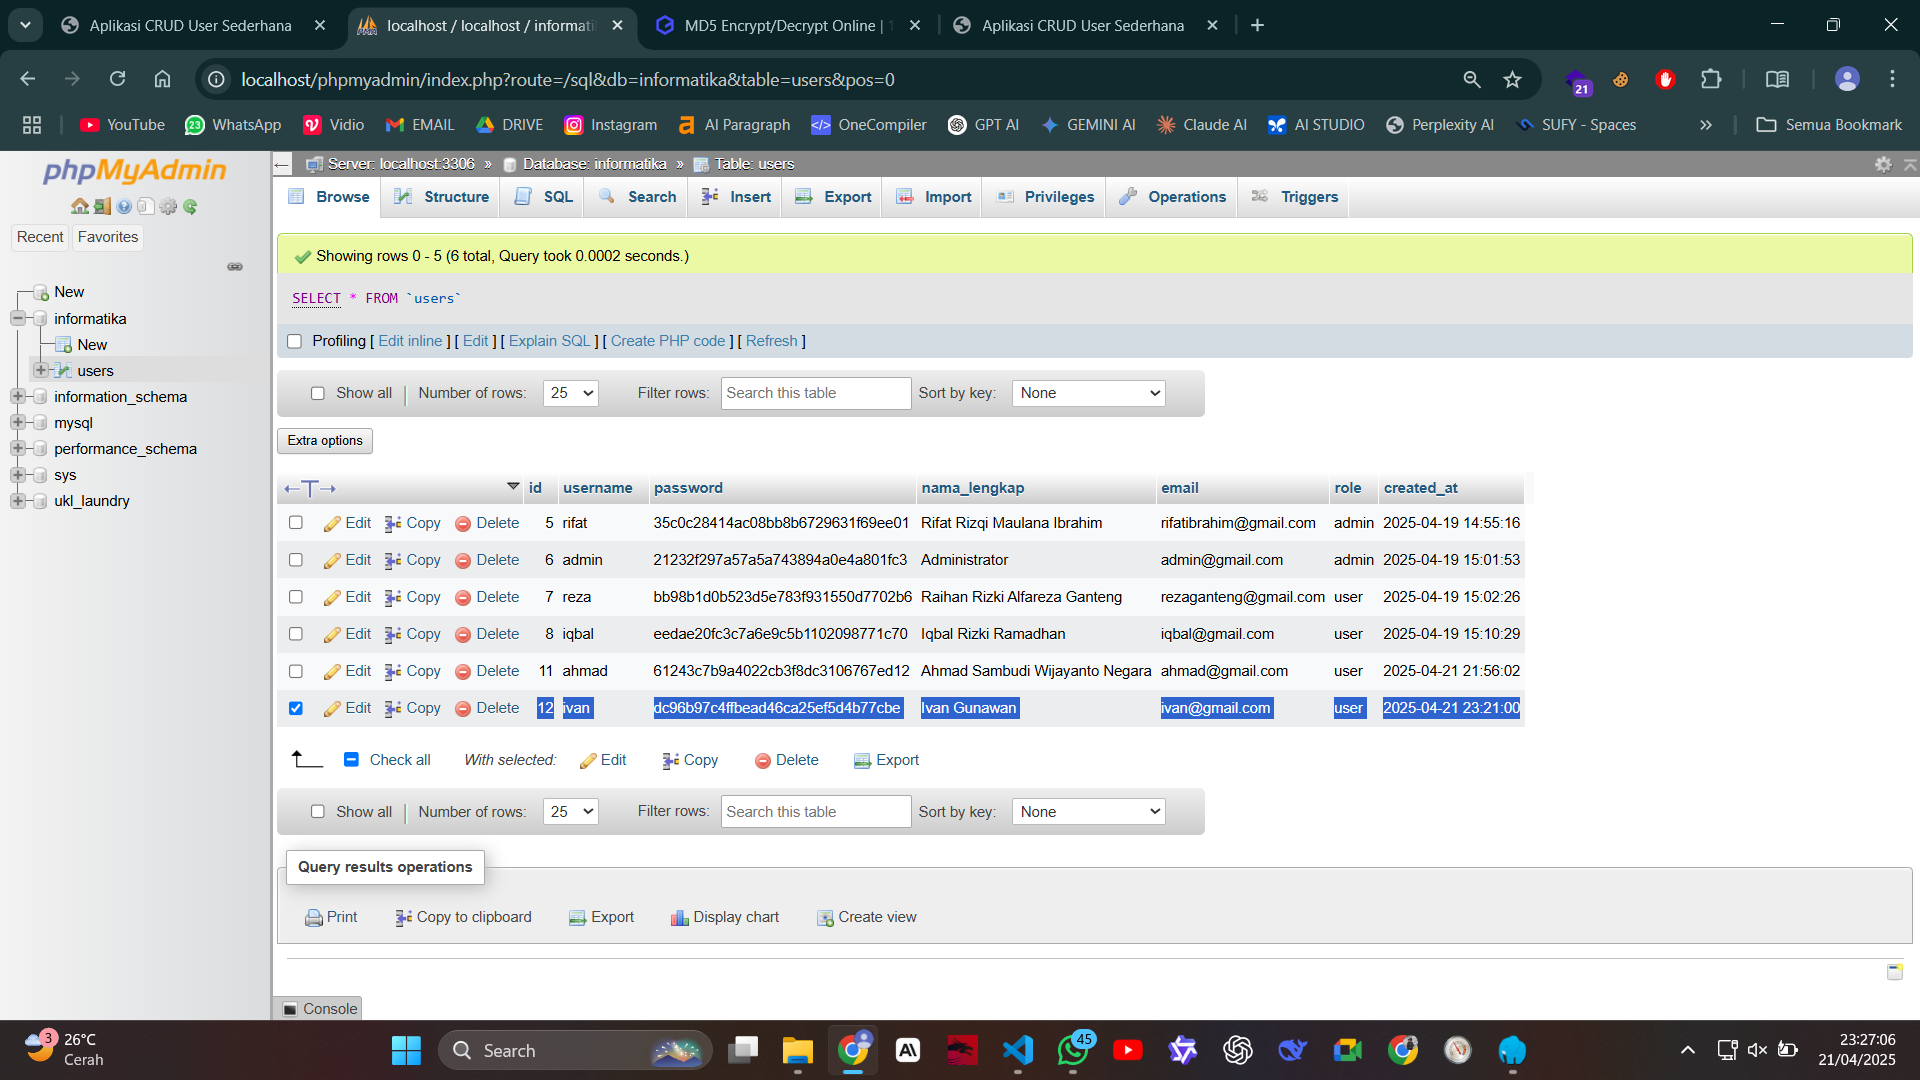 Aplikasi CRUD User Sederhana
localhost / localhost / informati
MD5 Encrypt/Decrypt Online |
Aplikasi CRUD User Sederhana
localhost/phpmyadmin/index.php?route=/sql&db=informatika&table=users&pos=0
21
YouTube
23
WhatsApp
Vidio
EMAIL
DRIVE
Instagram
AI Paragraph
OneCompiler
GPT AI
GEMINI AI
Claude AI
AI STUDIO
Perplexity AI
SUFY - Spaces
»
Semua Bookmark
phpMyAdmin
Recent
Favorites
New
informatika
New
users
information_schema
mysql
performance_schema
sys
ukl_laundry
Server: localhost:3306 » Database: informatika » Table: users
Browse
Structure
SQL
Search
Insert
Export
Import
Privileges
Operations
Triggers
Showing rows 0 - 5 (6 total, Query took 0.0002 seconds.)
SELECT * FROM `users`
Profiling [ Edit inline ] [ Edit ] [ Explain SQL ] [ Create PHP code ] [ Refresh ]
Show all | Number of rows: 25 Filter rows: Search this table Sort by key: None
Extra options
←T→ id username password nama_lengkap email role created_at
Edit Copy Delete 5 rifat 35c0c28414ac08bb8b6729631f69ee01 Rifat Rizqi Maulana Ibrahim rifatibrahim@gmail.com admin 2025-04-19 14:55:16
Edit Copy Delete 6 admin 21232f297a57a5a743894a0e4a801fc3 Administrator admin@gmail.com admin 2025-04-19 15:01:53
Edit Copy Delete 7 reza bb98b1d0b523d5e783f931550d7702b6 Raihan Rizki Alfareza Ganteng rezaganteng@gmail.com user 2025-04-19 15:02:26
Edit Copy Delete 8 iqbal eedae20fc3c7a6e9c5b1102098771c70 Iqbal Rizki Ramadhan iqbal@gmail.com user 2025-04-19 15:10:29
Edit Copy Delete 11 ahmad 61243c7b9a4022cb3f8dc3106767ed12 Ahmad Sambudi Wijayanto Negara ahmad@gmail.com user 2025-04-21 21:56:02
Edit Copy Delete 12 ivan dc96b97c4ffbead46ca25ef5d4b77cbe Ivan Gunawan ivan@gmail.com user 2025-04-21 23:21:00
Check all With selected: Edit Copy Delete Export
Show all | Number of rows: 25 Filter rows: Search this table Sort by key: None
Query results operations
Print Copy to clipboard Export Display chart Create view
Console
3
26°C
Cerah
Search
45
23:27:06
21/04/2025